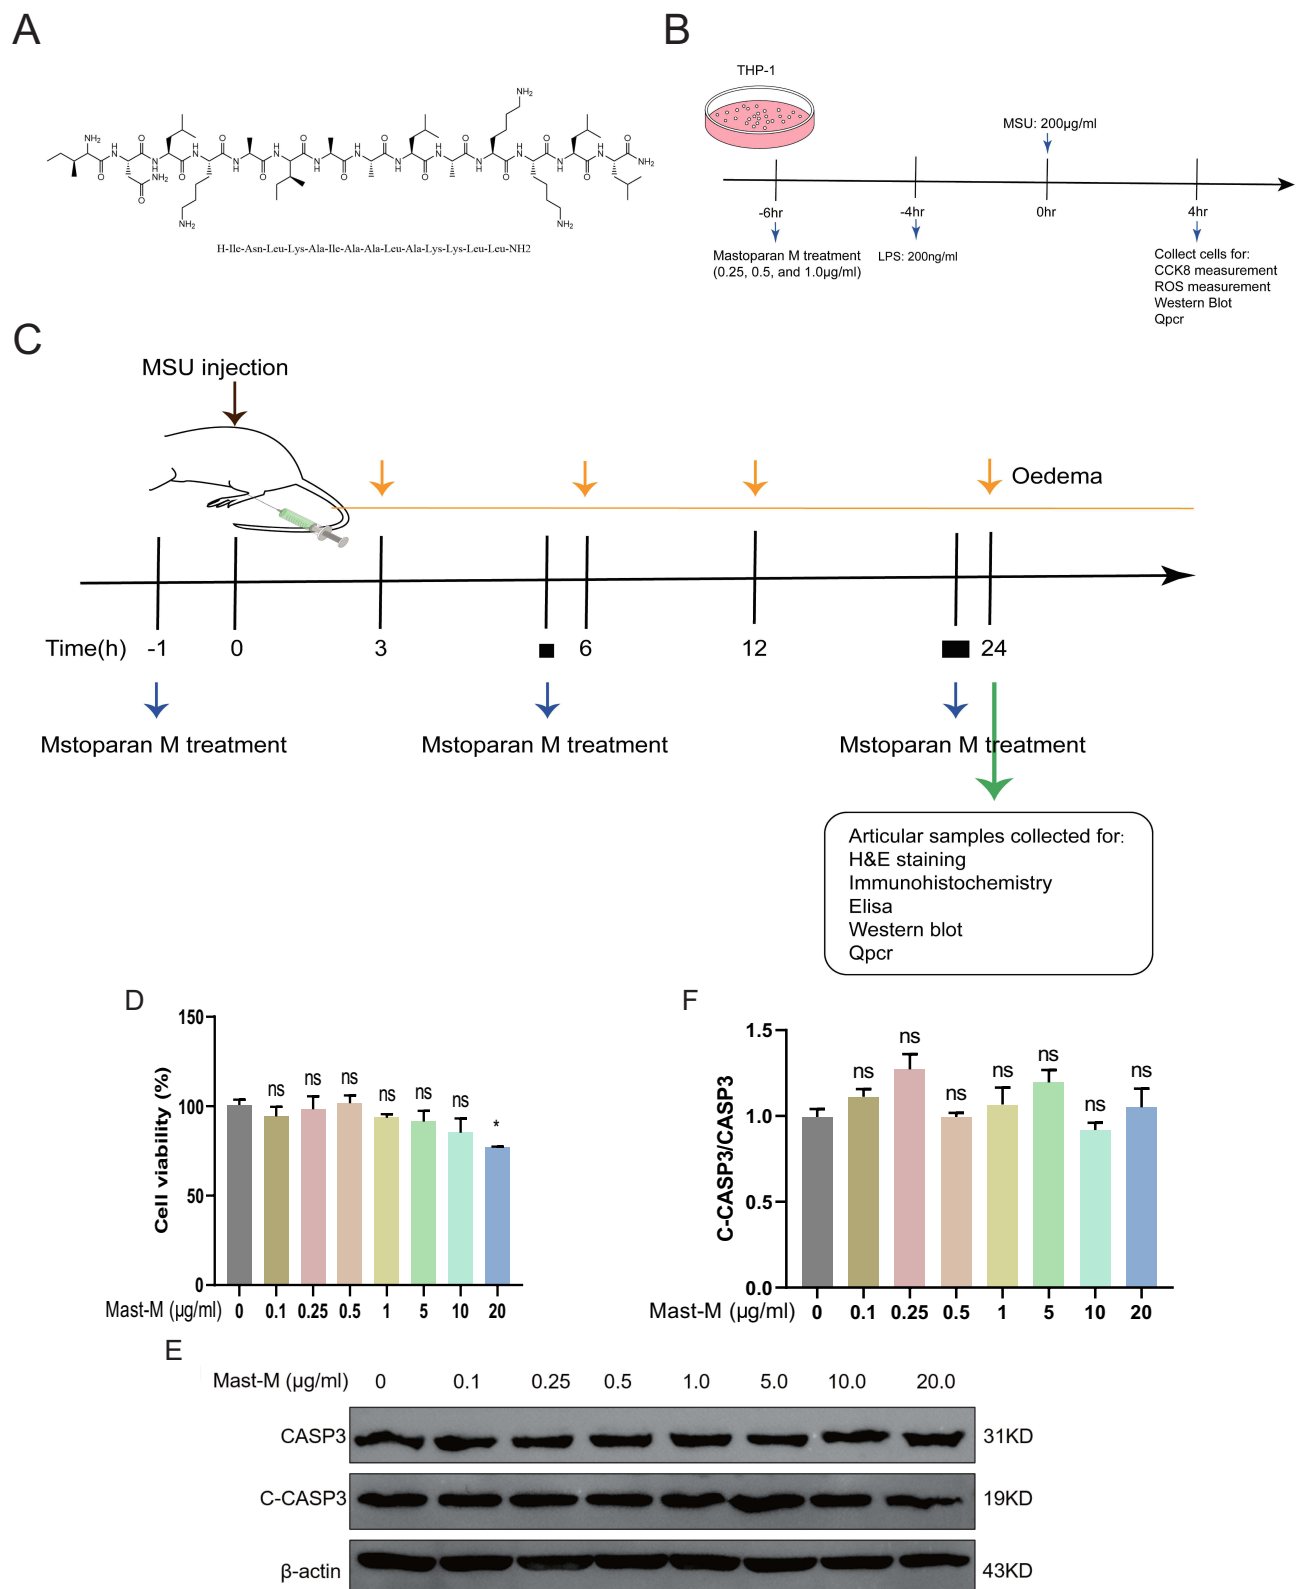 A
NH2
O
H
N
NH2
H-Ile-Asn-Leu-Lys-Ala-Ile-Ala-Ala-Leu-Ala-Lys-Lys-Leu-Leu-NH2
B
THP-1
MSU: 200μg/ml
-6hr
-4hr
0hr
4hr
Mastoparan M treatment
(0.25, 0.5, and 1.0μg/ml)
LPS: 200ng/ml
Collect cells for:
CCK8 measurement
ROS measurement
Western Blot
Qpcr
C
MSU injection
Oedema
Time(h) -1 0 3 6 12 24
Mstoparan M treatment
Mstoparan M treatment
Mstoparan M treatment
Articular samples collected for:
H&E staining
Immunohistochemistry
Elisa
Western blot
Qpcr
D
Cell viability (%)
150
100
50
0
ns ns ns ns ns ns *
Mast-M (μg/ml) 0 0.1 0.25 0.5 1 5 10 20
F
C-CASP3/CASP3
1.5
1.0
0.5
0.0
ns ns ns ns ns ns ns
Mast-M (μg/ml) 0 0.1 0.25 0.5 1 5 10 20
E
Mast-M (μg/ml) 0 0.1 0.25 0.5 1.0 5.0 10.0 20.0
CASP3 31KD
C-CASP3 19KD
β-actin 43KD